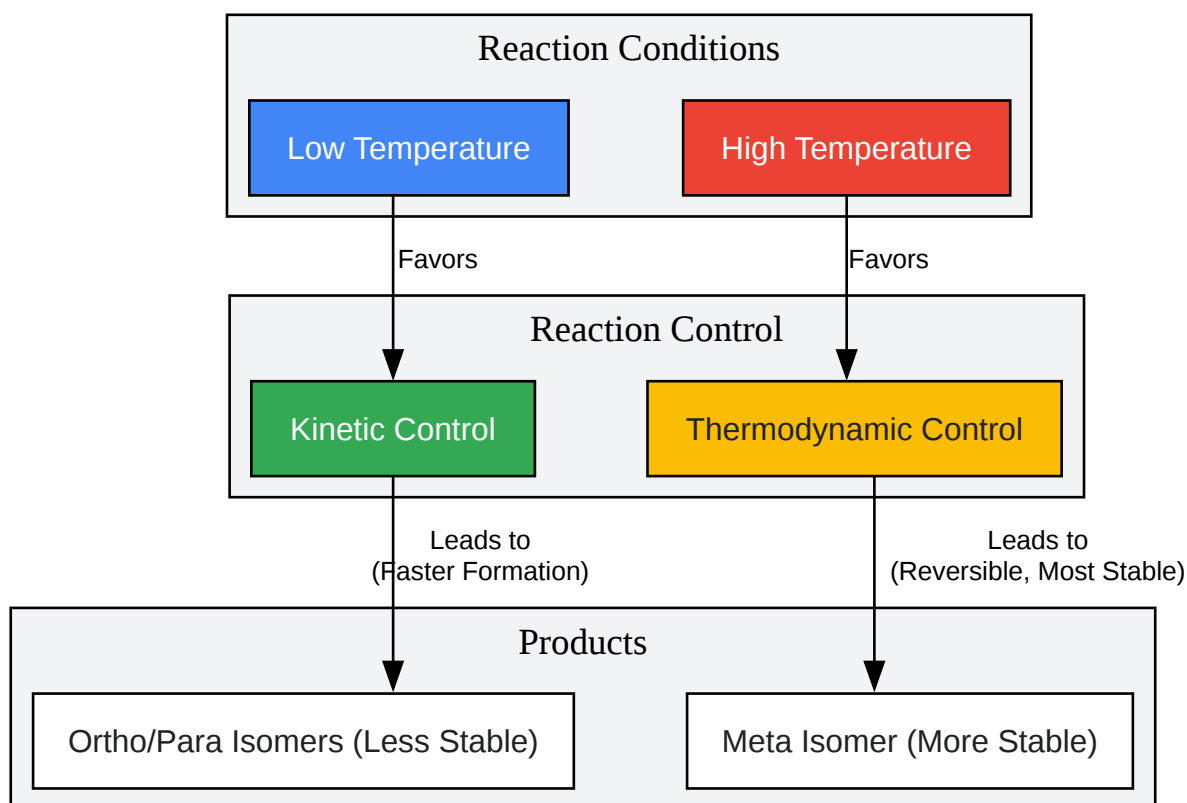 Reaction Conditions
Low Temperature
High Temperature
Favors
Favors
Reaction Control
Kinetic Control
Thermodynamic Control
Leads to
(Faster Formation)
Leads to
(Reversible, Most Stable)
Products
Ortho/Para Isomers (Less Stable)
Meta Isomer (More Stable)